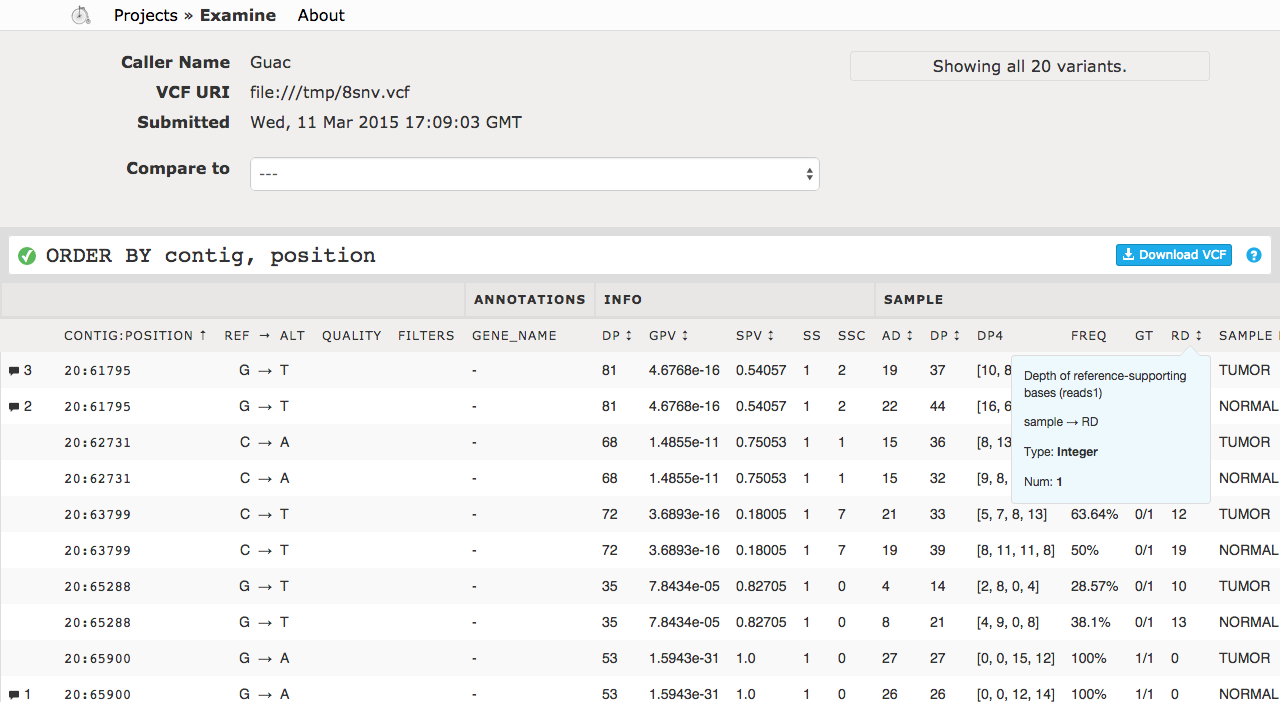 Projects » Examine About
Caller Name Guac
Showing all 20 variants.
VCF URI file:///tmp/8snv.vcf
Submitted Wed, 11 Mar 2015 17:09:03 GMT
Compare to ---
ORDER BY contig, position
Download VCF ?
ANNOTATIONS INFO SAMPLE
CONTIG:POSITION ↑ REF → ALT QUALITY FILTERS GENE_NAME DP ↕ GPV ↕ SPV ↕ SS SSC AD ↕ DP ↕ DP4 FREQ GT RD ↕ SAMPLE
3 20:61795 G → T - 81 4.6768e-16 0.54057 1 2 19 37 [10, 8 TUMOR
2 20:61795 G → T - 81 4.6768e-16 0.54057 1 2 22 44 [16, 6 NORMAL
20:62731 C → A - 68 1.4855e-11 0.75053 1 1 15 36 [8, 13 TUMOR
20:62731 C → A - 68 1.4855e-11 0.75053 1 1 15 32 [9, 8, NORMAL
Depth of reference-supporting
bases (reads1)
sample → RD
Type: Integer
Num: 1
20:63799 C → T - 72 3.6893e-16 0.18005 1 7 21 33 [5, 7, 8, 13] 63.64% 0/1 12 TUMOR
20:63799 C → T - 72 3.6893e-16 0.18005 1 7 19 39 [8, 11, 11, 8] 50% 0/1 19 NORMAL
20:65288 G → T - 35 7.8434e-05 0.82705 1 0 4 14 [2, 8, 0, 4] 28.57% 0/1 10 TUMOR
20:65288 G → T - 35 7.8434e-05 0.82705 1 0 8 21 [4, 9, 0, 8] 38.1% 0/1 13 NORMAL
20:65900 G → A - 53 1.5943e-31 1.0 1 0 27 27 [0, 0, 15, 12] 100% 1/1 0 TUMOR
1 20:65900 G → A - 53 1.5943e-31 1.0 1 0 26 26 [0, 0, 12, 14] 100% 1/1 0 NORMAL